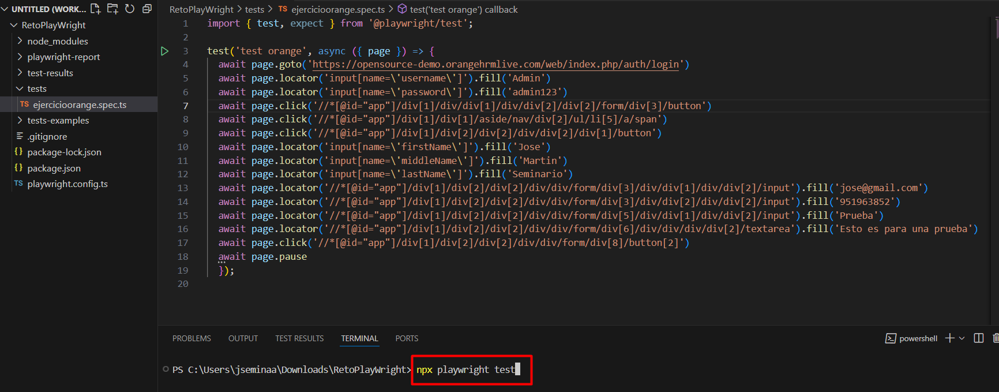 UNTITLED (WORK...
RetoPlayWright
node_modules
playwright-report
test-results
tests
TS ejercicioorange.spec.ts
tests-examples
.gitignore
{} package-lock.json
{} package.json
TS playwright.config.ts
RetoPlayWright > tests > TS ejercicioorange.spec.ts > test('test orange') callback
1 import { test, expect } from '@playwright/test';
2
3 test('test orange', async ({ page }) => {
4 await page.goto('https://opensource-demo.orangehrmlive.com/web/index.php/auth/login')
5 await page.locator('input[name=\'username\']').fill('Admin')
6 await page.locator('input[name=\'password\']').fill('admin123')
7 await page.click('//*[@id="app"]/div[1]/div/div[1]/div/div[2]/div[2]/form/div[3]/button')
8 await page.click('//*[@id="app"]/div[1]/div[1]/aside/nav/div[2]/ul/li[5]/a/span')
9 await page.click('//*[@id="app"]/div[1]/div[2]/div[2]/div/div[2]/div[1]/button')
10 await page.locator('input[name=\'firstName\']').fill('Jose')
11 await page.locator('input[name=\'middleName\']').fill('Martin')
12 await page.locator('input[name=\'lastName\']').fill('Seminario')
13 await page.locator('//*[@id="app"]/div[1]/div[2]/div[2]/div/div/form/div[3]/div/div[1]/div/div[2]/input').fill('jose@gmail.com')
14 await page.locator('//*[@id="app"]/div[1]/div[2]/div[2]/div/div/form/div[3]/div/div[2]/div/div[2]/input').fill('951963852')
15 await page.locator('//*[@id="app"]/div[1]/div[2]/div[2]/div/div/form/div[5]/div/div[1]/div/div[2]/input').fill('Prueba')
16 await page.locator('//*[@id="app"]/div[1]/div[2]/div[2]/div/div/form/div[6]/div/div/div/div[2]/textarea').fill('Esto es para una prueba')
17 await page.click('//*[@id="app"]/div[1]/div[2]/div[2]/div/div/form/div[8]/button[2]')
18 await page.pause
19 });
20
PROBLEMS OUTPUT TEST RESULTS TERMINAL PORTS
powershell
PS C:\Users\jseminaa\Downloads\RetoPlayWright> npx playwright test